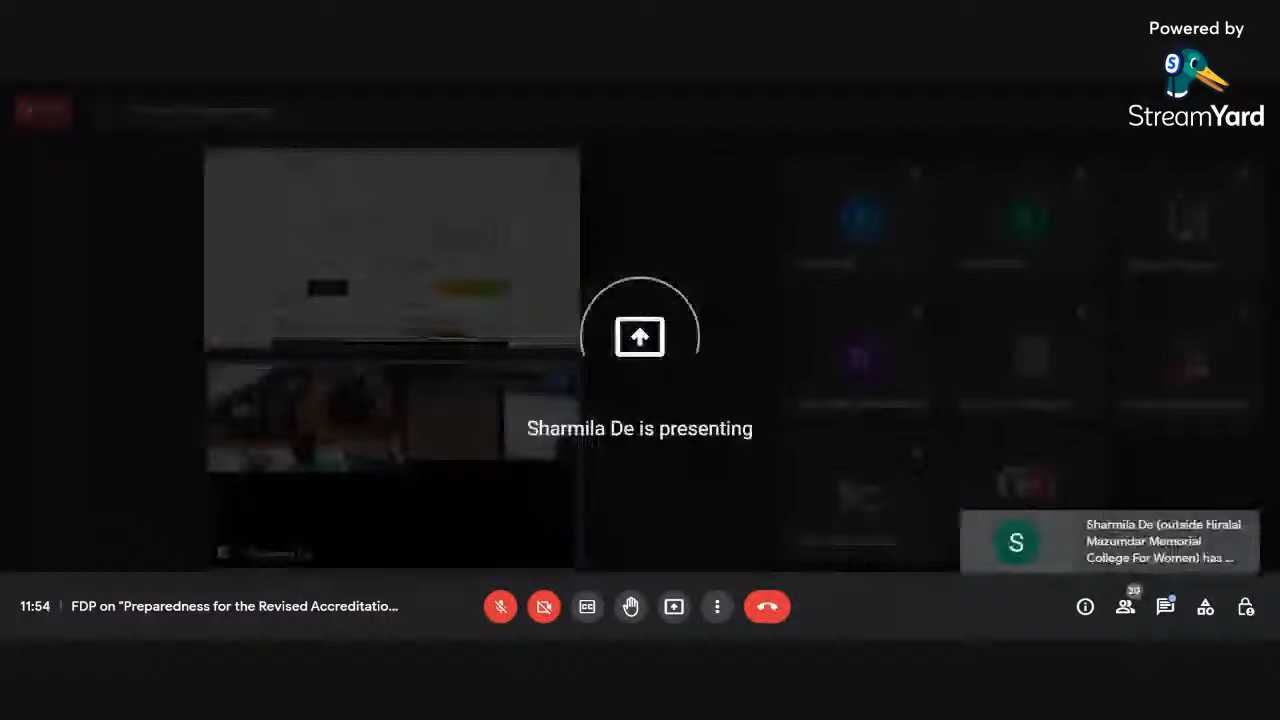 Powered by
StreamYard
Sharmila De is presenting
S
Sharmila De (outside Hiralal
Mazumdar Memorial
College For Women) has ...
11:54
FDP on "Preparedness for the Revised Accreditatio...